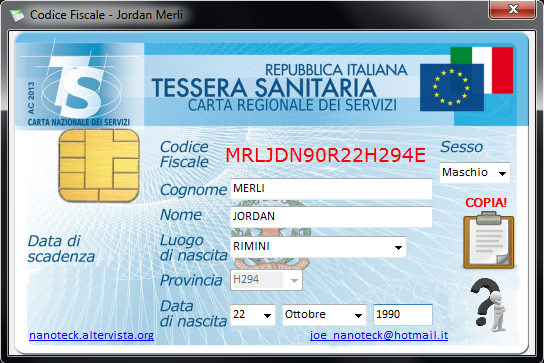 Codice Fiscale - Jordan Merli
X
AC 2013
TS
CARTA NAZIONALE DEI SERVIZI
REPUBBLICA ITALIANA
TESSERA SANITARIA
CARTA REGIONALE DEI SERVIZI
Codice Fiscale
MRLJDN90R22H294E
Sesso
Maschio
Cognome
MERLI
COPIA!
Nome
JORDAN
Data di scadenza
Luogo di nascita
RIMINI
Provincia
H294
Data di nascita
22
Ottobre
1990
?
nanoteck.altervista.org
joe_nanoteck@hotmail.it